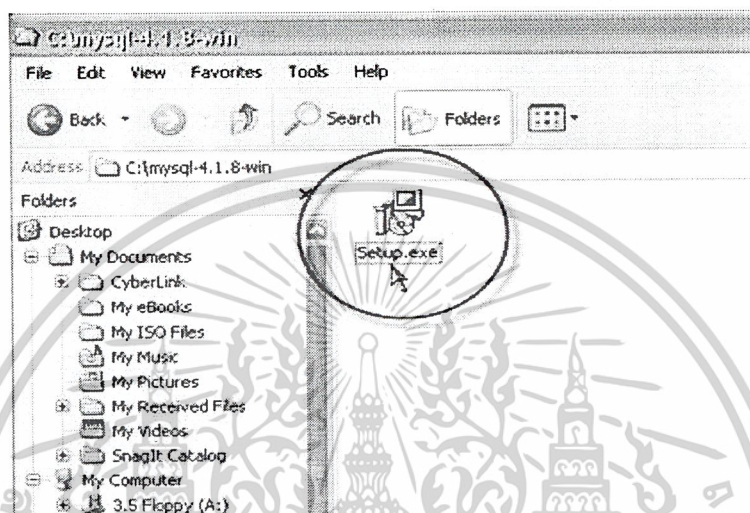 C:\mysql-4.1.8-win
File Edit View Favorites Tools Help
Back Search Folders
Address C:\mysql-4.1.8-win
Folders
Setup.exe
Desktop
My Documents
CyberLink
My eBooks
My ISO Files
My Music
My Pictures
My Received Files
My Videos
SnagIt Catalog
My Computer
3.5 Floppy (A:)